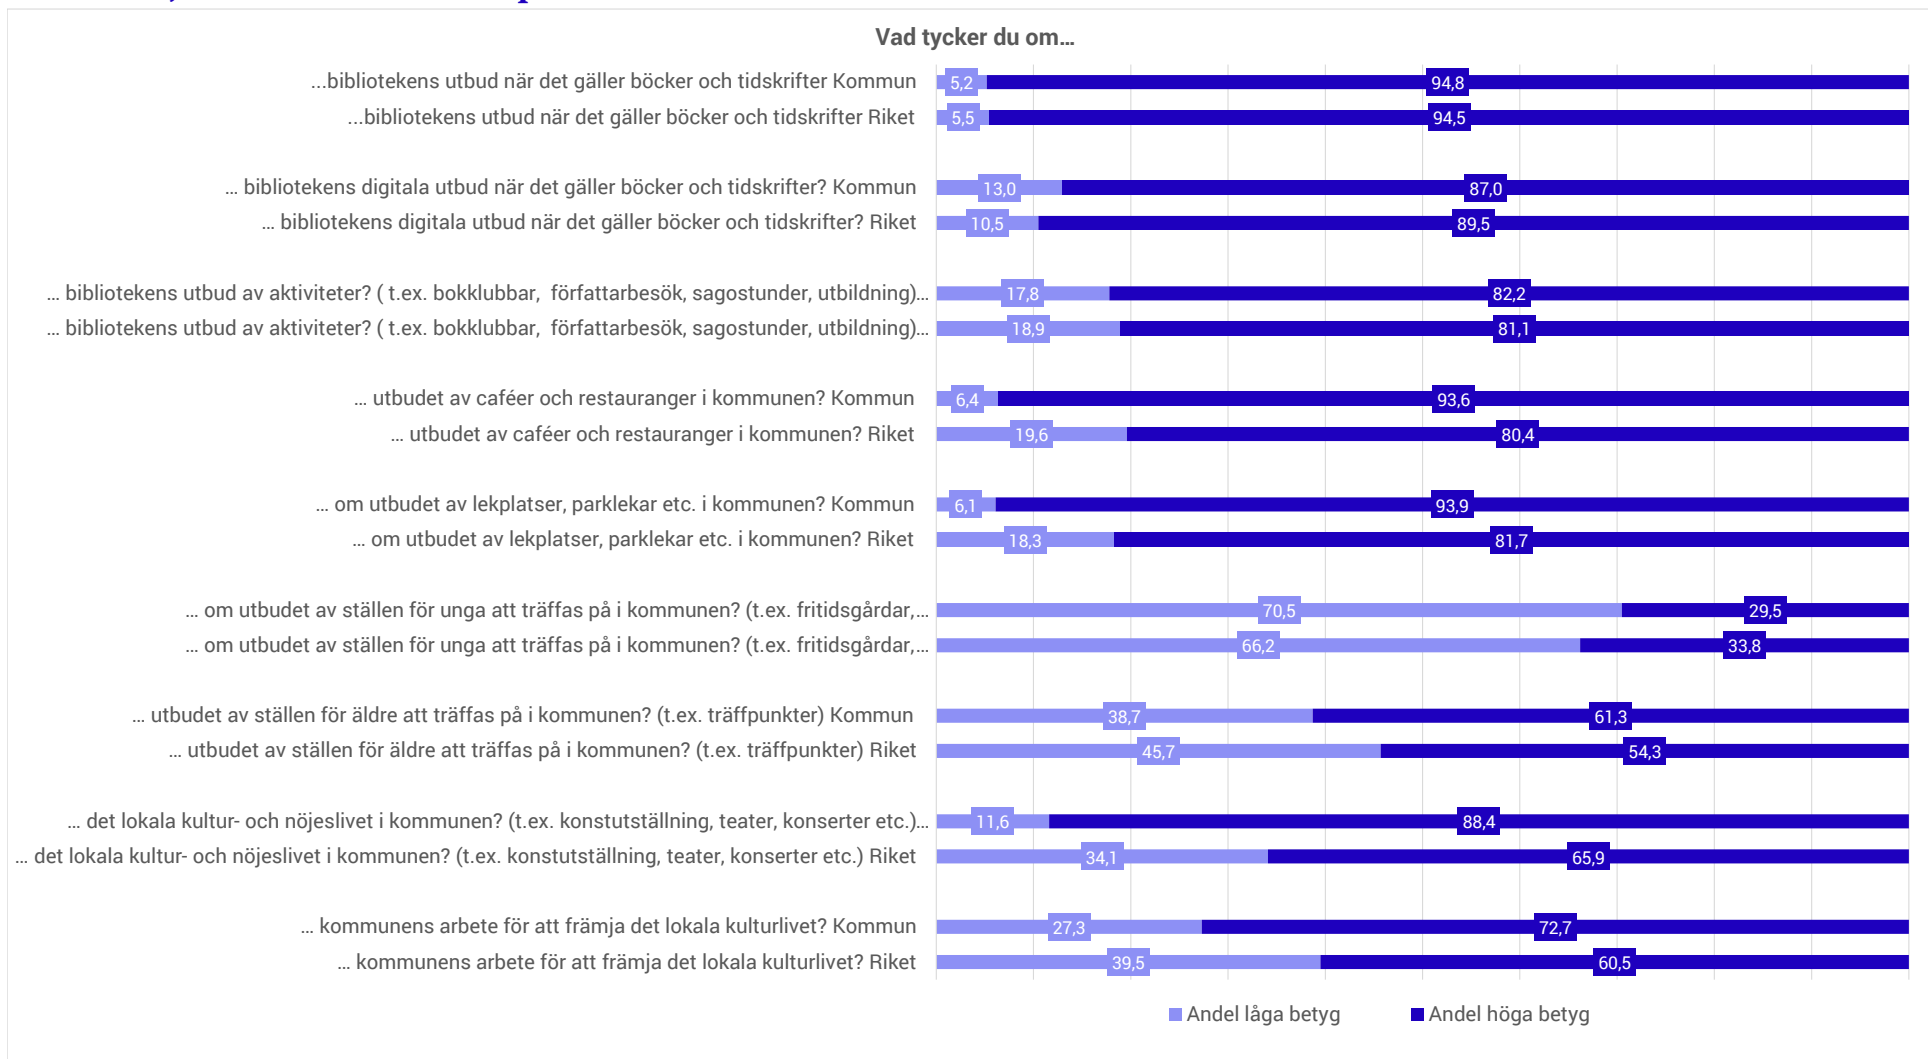 Vad tycker du om...
...bibliotekens utbud när det gäller böcker och tidskrifter Kommun 5,2 94,8
...bibliotekens utbud när det gäller böcker och tidskrifter Riket 5,5 94,5
... bibliotekens digitala utbud när det gäller böcker och tidskrifter? Kommun 13,0 87,0
... bibliotekens digitala utbud när det gäller böcker och tidskrifter? Riket 10,5 89,5
... bibliotekens utbud av aktiviteter? ( t.ex. bokklubbar, författarbesök, sagostunder, utbildning)... 17,8 82,2
... bibliotekens utbud av aktiviteter? ( t.ex. bokklubbar, författarbesök, sagostunder, utbildning)... 18,9 81,1
... utbudet av caféer och restauranger i kommunen? Kommun 6,4 93,6
... utbudet av caféer och restauranger i kommunen? Riket 19,6 80,4
... om utbudet av lekplatser, parklekar etc. i kommunen? Kommun 6,1 93,9
... om utbudet av lekplatser, parklekar etc. i kommunen? Riket 18,3 81,7
... om utbudet av ställen för unga att träffas på i kommunen? (t.ex. fritidsgårdar,... 70,5 29,5
... om utbudet av ställen för unga att träffas på i kommunen? (t.ex. fritidsgårdar,... 66,2 33,8
... utbudet av ställen för äldre att träffas på i kommunen? (t.ex. träffpunkter) Kommun 38,7 61,3
... utbudet av ställen för äldre att träffas på i kommunen? (t.ex. träffpunkter) Riket 45,7 54,3
... det lokala kultur- och nöjeslivet i kommunen? (t.ex. konstutställning, teater, konserter etc.)... 11,6 88,4
... det lokala kultur- och nöjeslivet i kommunen? (t.ex. konstutställning, teater, konserter etc.) Riket 34,1 65,9
... kommunens arbete för att främja det lokala kulturlivet? Kommun 27,3 72,7
... kommunens arbete för att främja det lokala kulturlivet? Riket 39,5 60,5
Andel låga betyg Andel höga betyg